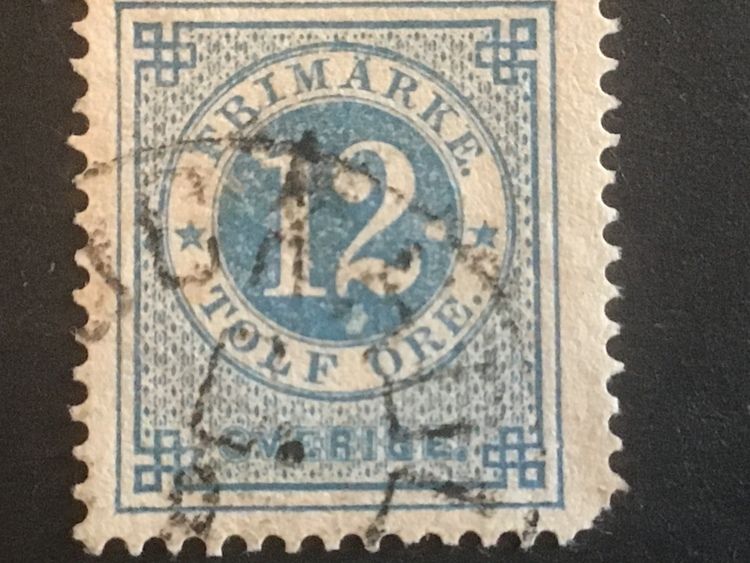 FRIMÄRKE.
12
TOLF ÖRE.
SVERIGE.